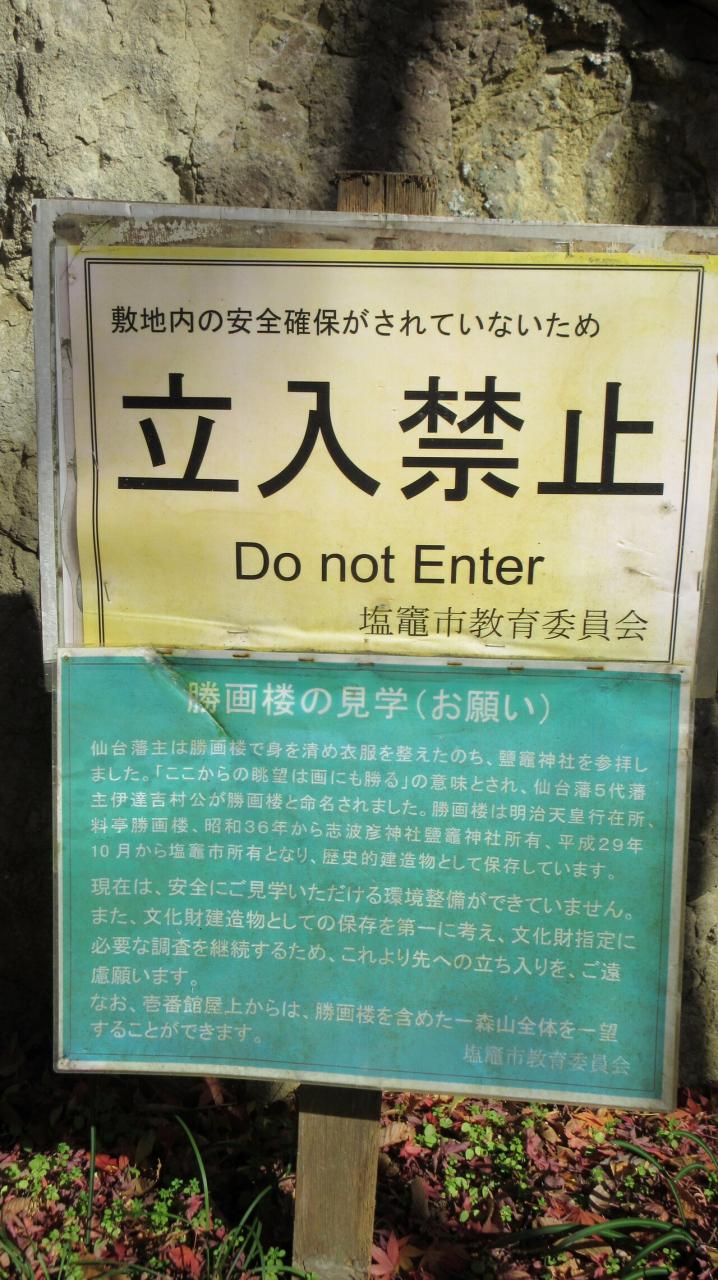 敷地内の安全確保がされていないため
立入禁止
Do not Enter
塩竈市教育委員会
勝画楼の見学(お願い)
仙台藩主は勝画楼で身を清め衣服を整えたのち、鹽竈神社を参拝し
ました。「ここからの眺望は画にも勝る」の意味とされ、仙台藩5代藩
主伊達吉村公が勝画楼と命名されました。勝画楼は明治天皇行在所、
料亭勝画楼、昭和36年から志波彦神社鹽竈神社所有、平成29年
10月から塩竈市所有となり、歴史的建造物として保存しています。
現在は、安全にご見学いただける環境整備ができていません。
また、文化財建造物としての保存を第一に考え、文化財指定に
必要な調査を継続するため、これより先への立ち入りを、ご遠
慮願います。
なお、壱番館屋上からは、勝画楼を含めた一森山全体を一望
することができます。
塩竈市教育委員会